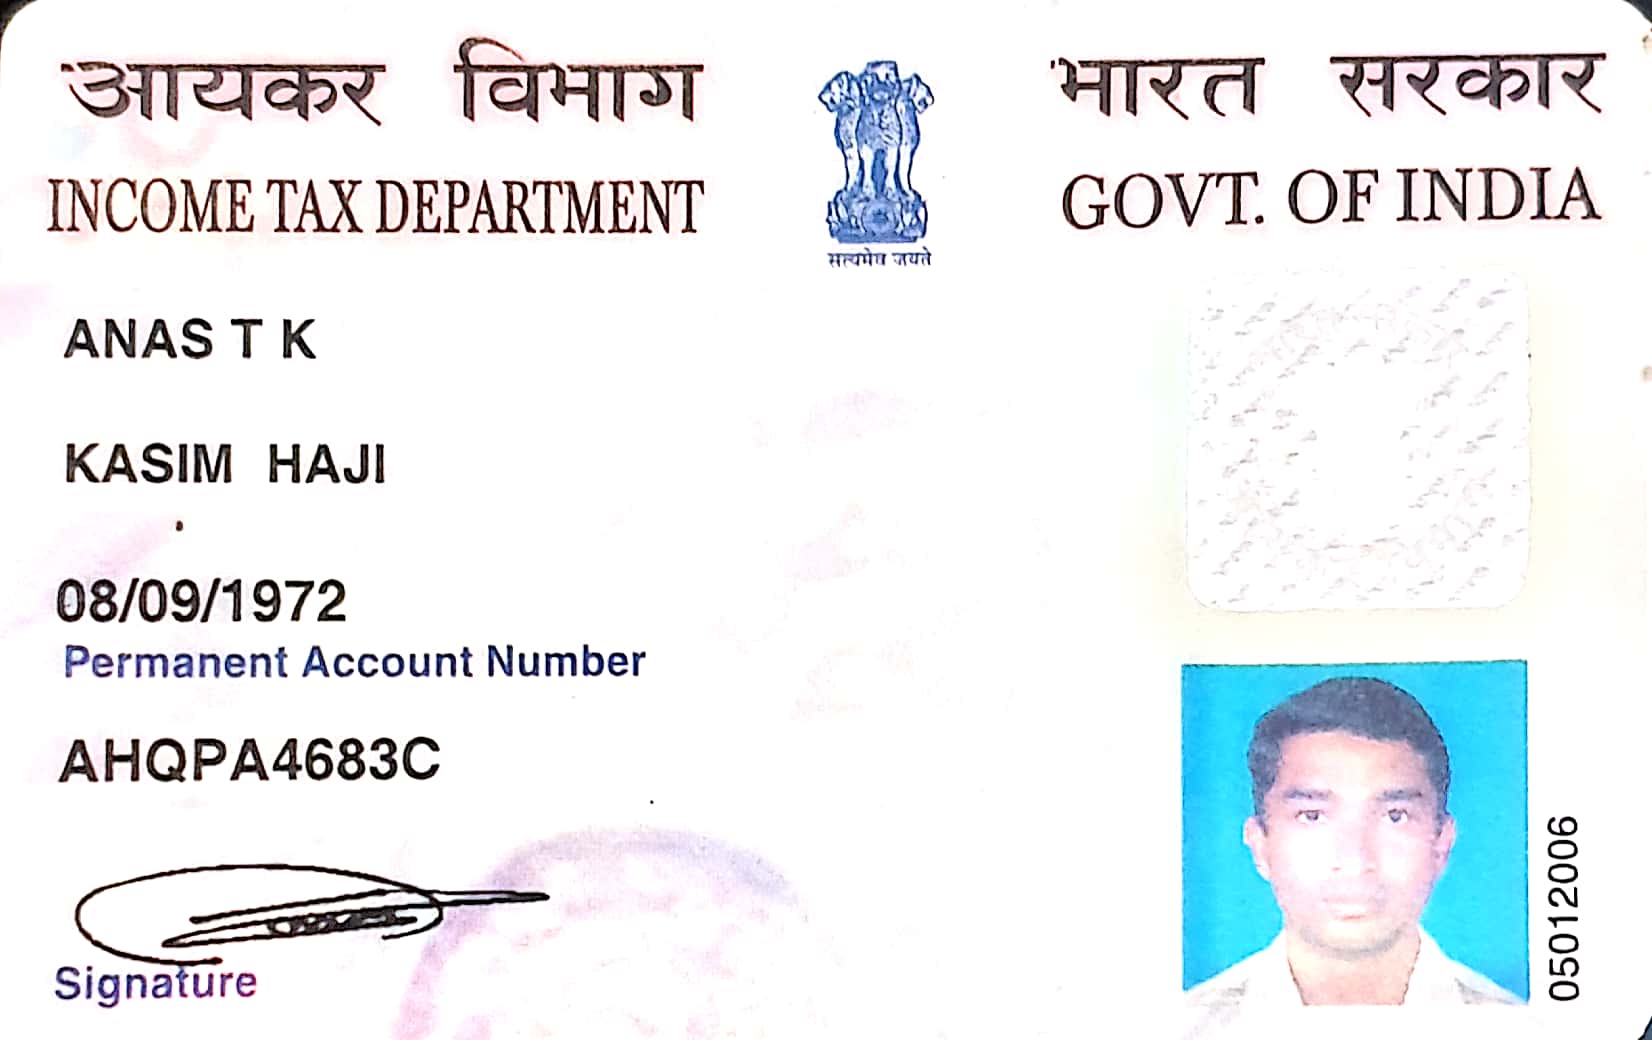 आयकर विभाग
INCOME TAX DEPARTMENT
सत्यमेव जयते
भारत सरकार
GOVT. OF INDIA
ANAS T K
KASIM HAJI
08/09/1972
Permanent Account Number
AHQPA4683C
Signature
05012006